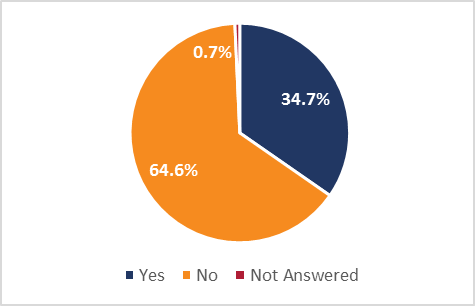 0.7%
34.7%
64.6%
Yes No Not Answered